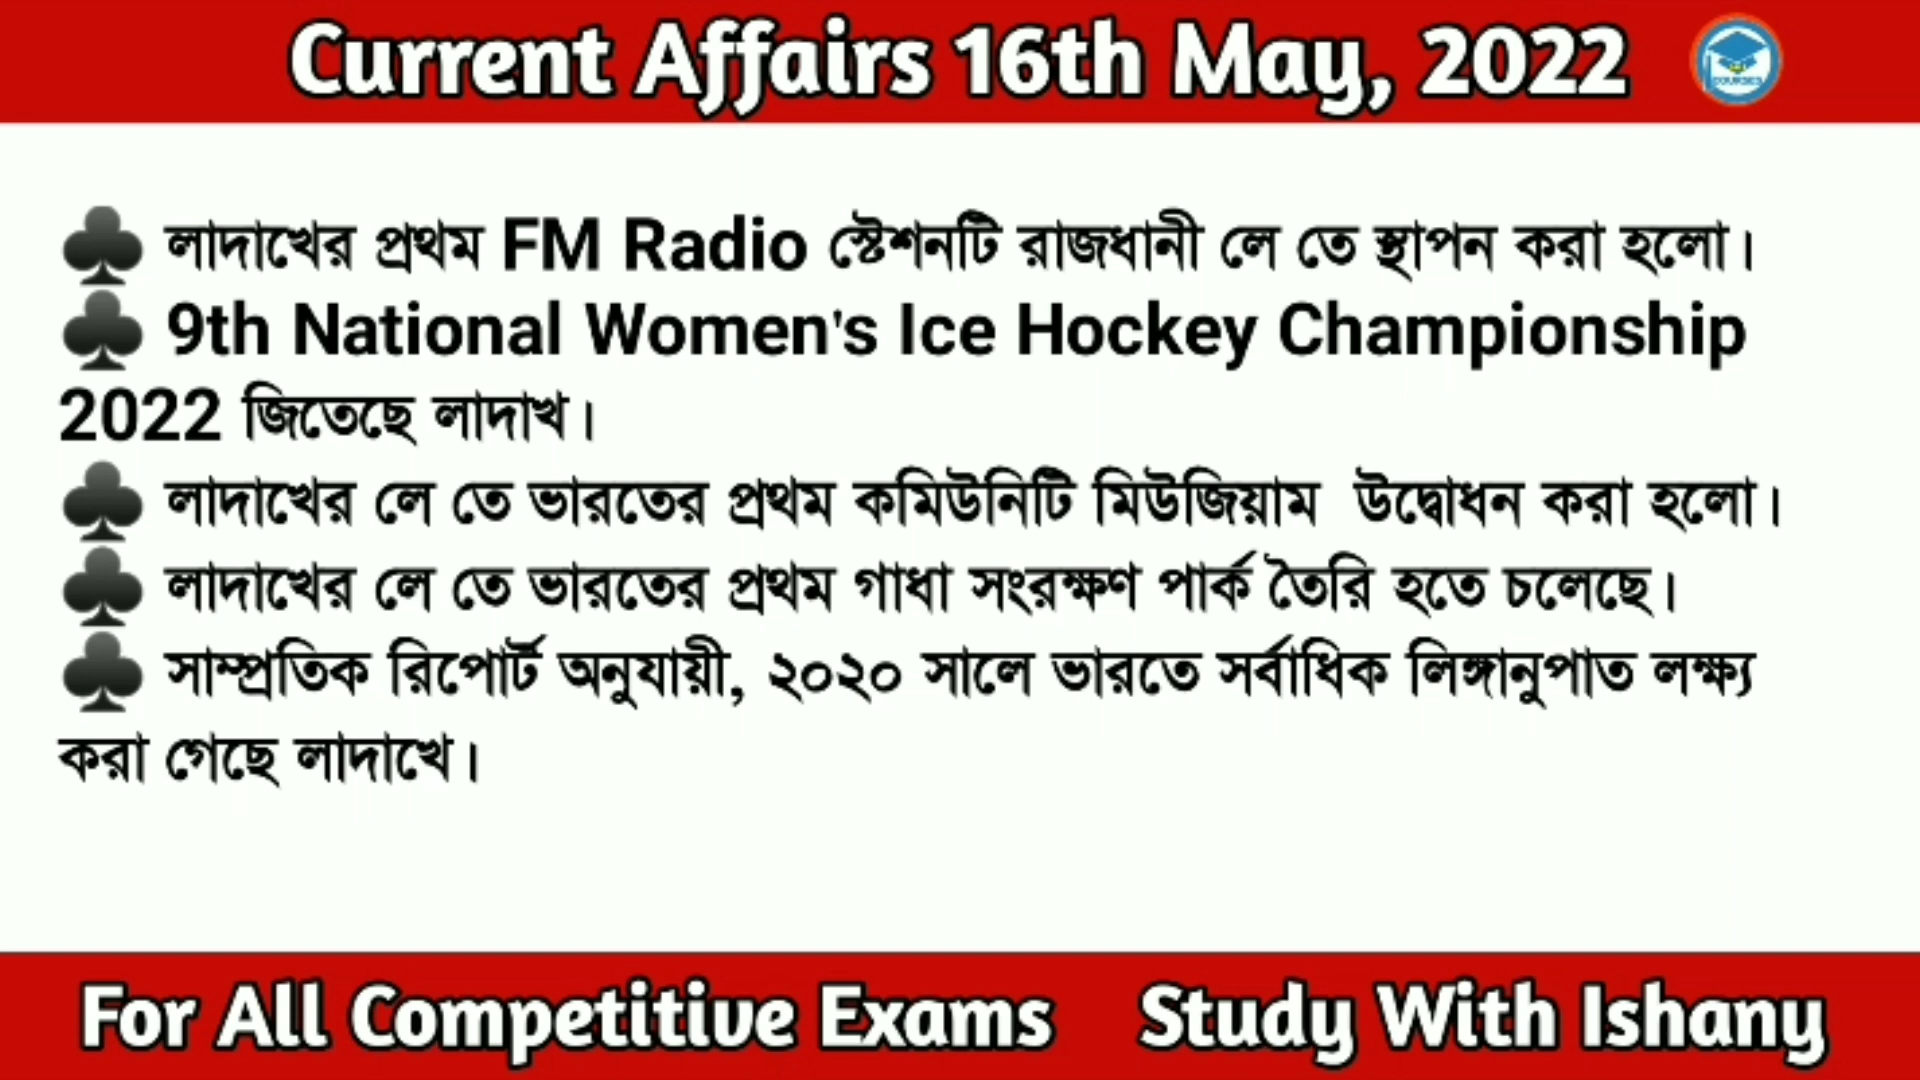 Current Affairs 16th May, 2022
COURSES
♣ লাদাখের প্রথম FM Radio স্টেশনটি রাজধানী লে তে স্থাপন করা হলো।
♣ 9th National Women's Ice Hockey Championship
2022 জিতেছে লাদাখ।
♣ লাদাখের লে তে ভারতের প্রথম কমিউনিটি মিউজিয়াম উদ্বোধন করা হলো।
♣ লাদাখের লে তে ভারতের প্রথম গাধা সংরক্ষণ পার্ক তৈরি হতে চলেছে।
♣ সাম্প্রতিক রিপোর্ট অনুযায়ী, ২০২০ সালে ভারতে সর্বাধিক লিঙ্গানুপাত লক্ষ্য
করা গেছে লাদাখে।
For All Competitive Exams Study With Ishany